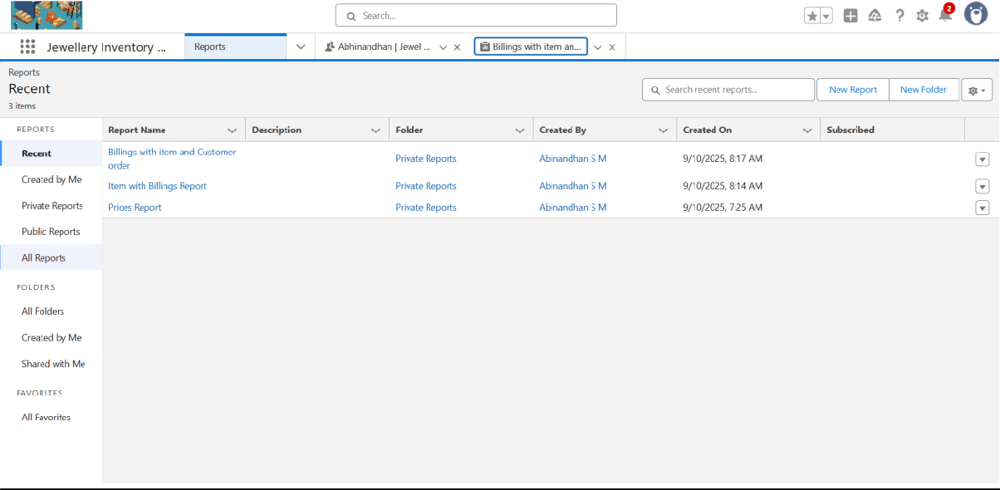 Search...
2
Jewellery Inventory ...
Reports
Abhinandhan | Jewel ...
Billings with item an...
Reports
Recent
3 items
Search recent reports...
New Report
New Folder
REPORTS
Recent
Created by Me
Private Reports
Public Reports
All Reports
FOLDERS
All Folders
Created by Me
Shared with Me
FAVORITES
All Favorites
Report Name Description Folder Created By Created On Subscribed
Billings with item and Customer
order
Private Reports Abinandhan S M 9/10/2025, 8:17 AM
Item with Billings Report Private Reports Abinandhan S M 9/10/2025, 8:14 AM
Prices Report Private Reports Abinandhan S M 9/10/2025, 7:25 AM